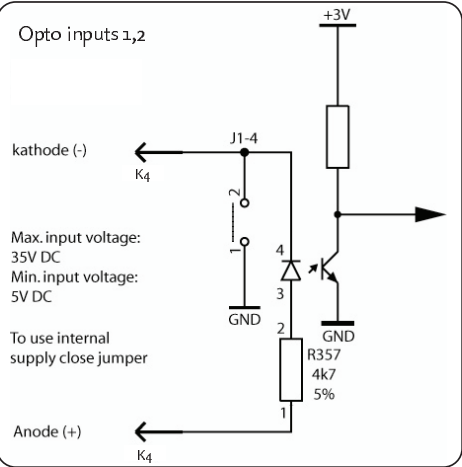 Opto inputs 1,2
+3V
kathode (-)
K4
J1-4
2
1
GND
Max. input voltage:
35V DC
Min. input voltage:
5V DC
4
3
GND
To use internal
supply close jumper
2
R357
4k7
5%
1
Anode (+)
K4